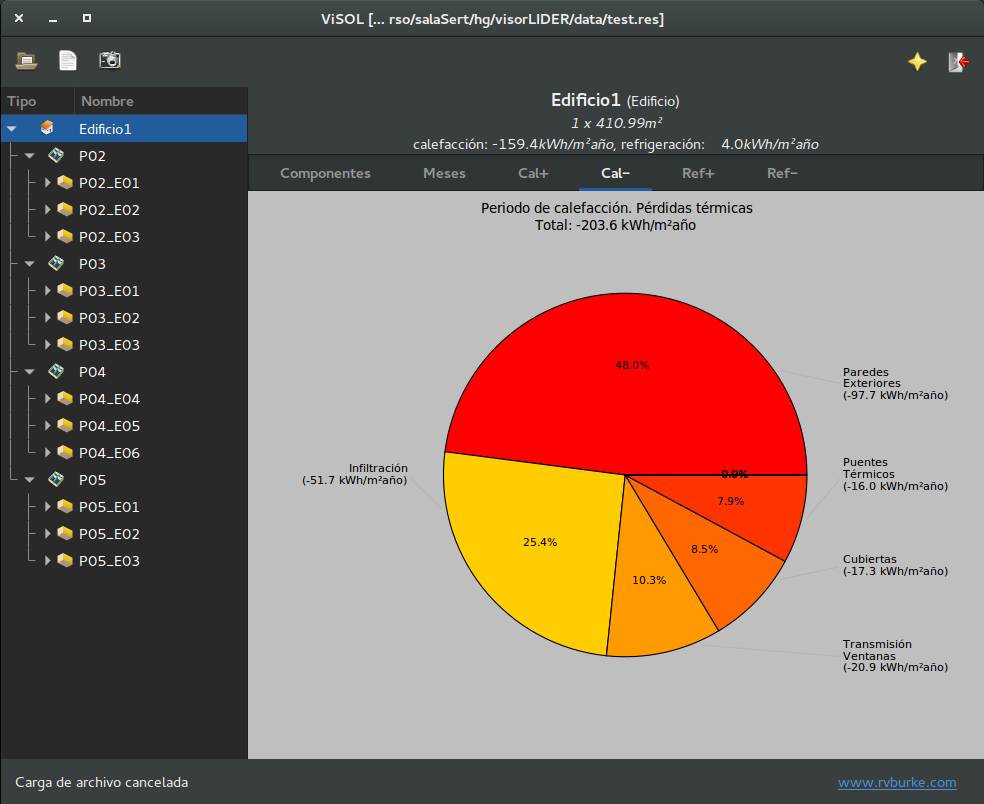 ViSOL [... rso/salaSert/hg/visorLIDER/data/test.res]
Tipo Nombre
Edificio1
P02
P02_E01
P02_E02
P02_E03
P03
P03_E01
P03_E02
P03_E03
P04
P04_E04
P04_E05
P04_E06
P05
P05_E01
P05_E02
P05_E03
Edificio1 (Edificio)
1 x 410.99m²
calefacción: -159.4kWh/m²año, refrigeración: 4.0kWh/m²año
Componentes Meses Cal+ Cal− Ref+ Ref−
Periodo de calefacción. Pérdidas térmicas
Total: -203.6 kWh/m²año
48.0%
Paredes
Exteriores
(-97.7 kWh/m²año)
Infiltración
(-51.7 kWh/m²año)
0.0%
Puentes
Térmicos
(-16.0 kWh/m²año)
7.9%
25.4%
8.5%
Cubiertas
(-17.3 kWh/m²año)
10.3%
Transmisión
Ventanas
(-20.9 kWh/m²año)
Carga de archivo cancelada
www.rvburke.com